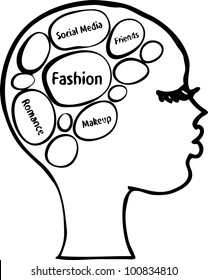 Social Media
Friends
Fashion
Romance
Makeup
shutterstock.com · 100834810